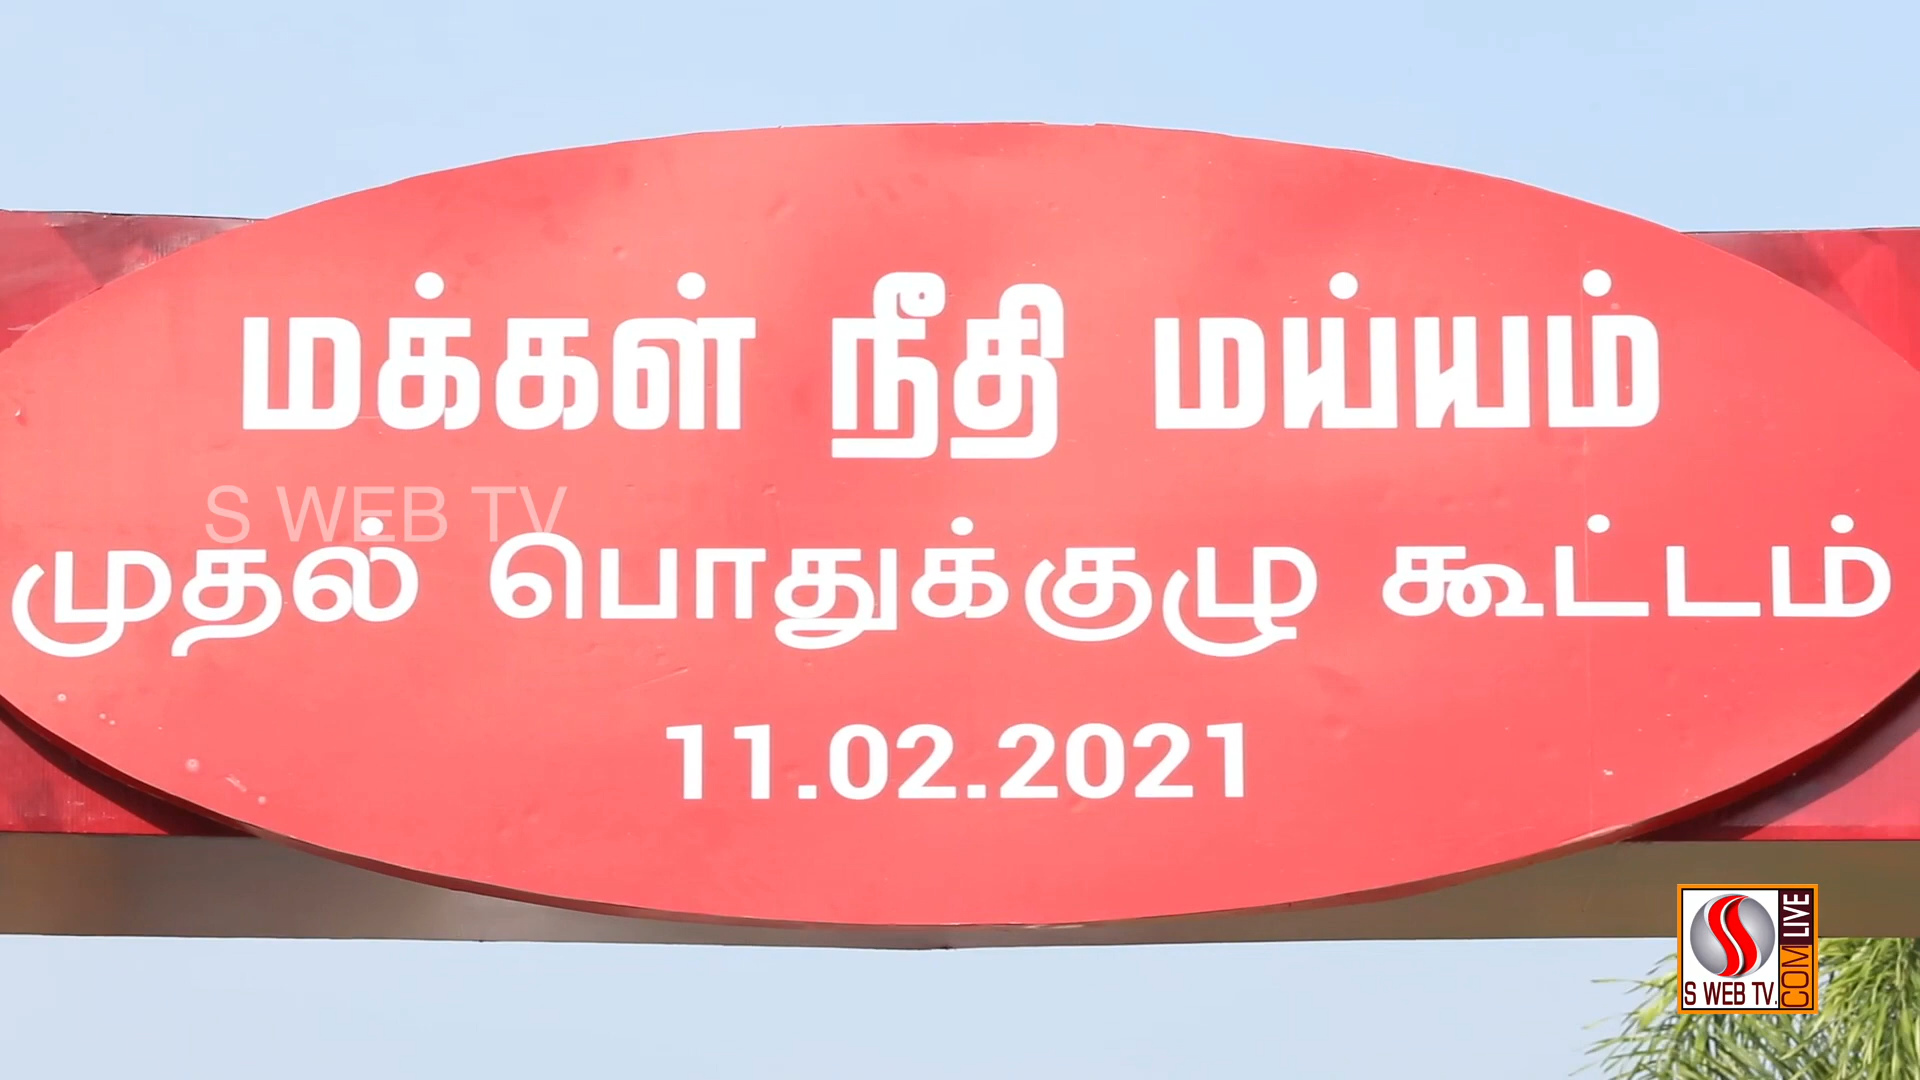 மக்கள் நீதி மய்யம்
S WEB TV
முதல் பொதுக்குழு கூட்டம்
11.02.2021
S WEB TV.
COM LIVE